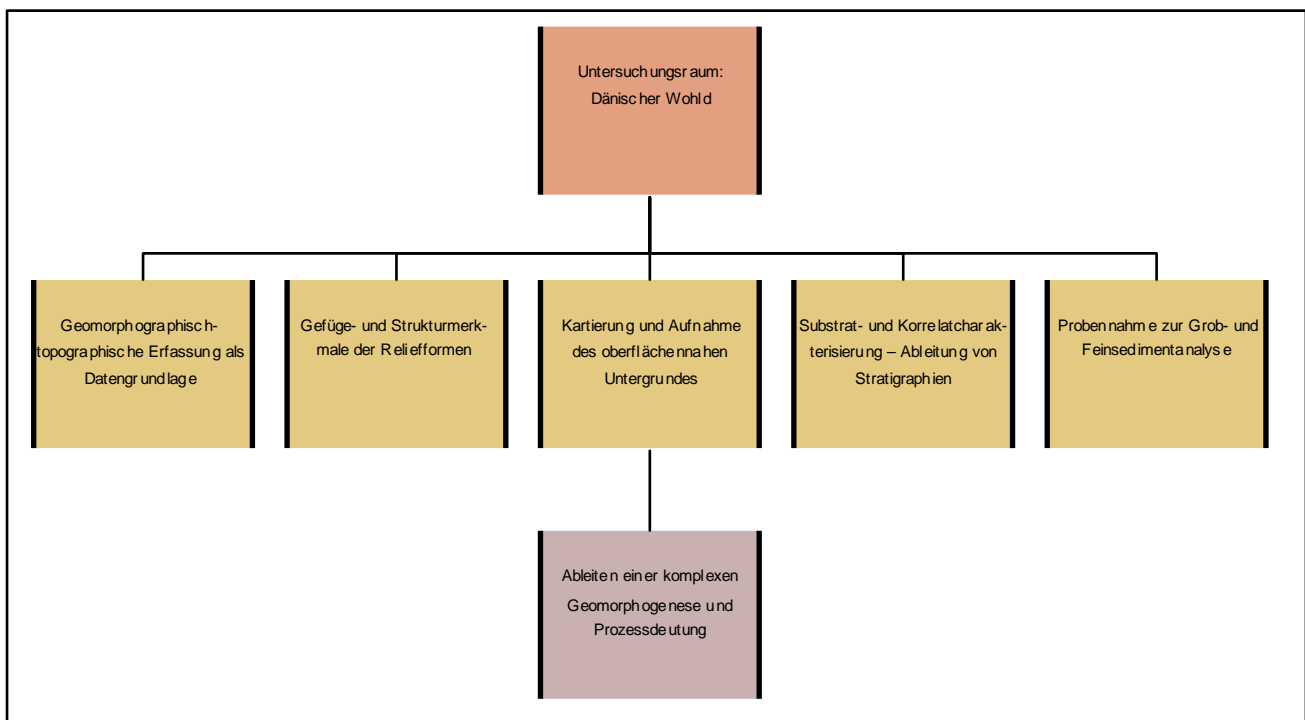 Untersuchungsraum:
Dänischer Wohld
Geomorphographisch-
topographische Erfassung als
Datengrundlage
Gefüge- und Strukturmerk-
male der Reliefformen
Kartierung und Aufnahme
des oberflächennahen
Untergrundes
Substrat- und Korrelatcharak-
terisierung – Ableitung von
Stratigraphien
Probennahme zur Grob- und
Feinsedimentanalyse
Ableiten einer komplexen
Geomorphogenese und
Prozessdeutung